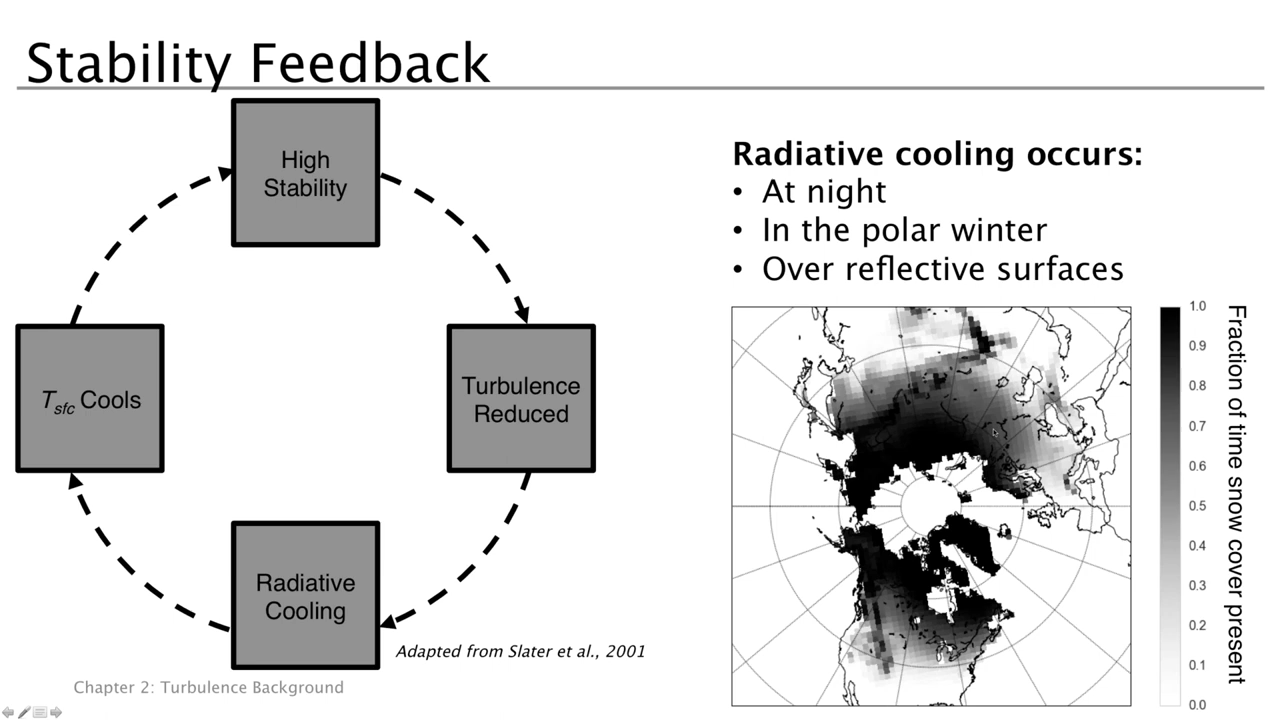 Stability Feedback
High
Stability
Turbulence
Reduced
Radiative
Cooling
Tsfc Cools
Adapted from Slater et al., 2001
Radiative cooling occurs:
• At night
• In the polar winter
• Over reflective surfaces
1.0
0.9
0.8
0.7
0.6
0.5
0.4
0.3
0.2
0.1
0.0
Fraction of time snow cover present
Chapter 2: Turbulence Background